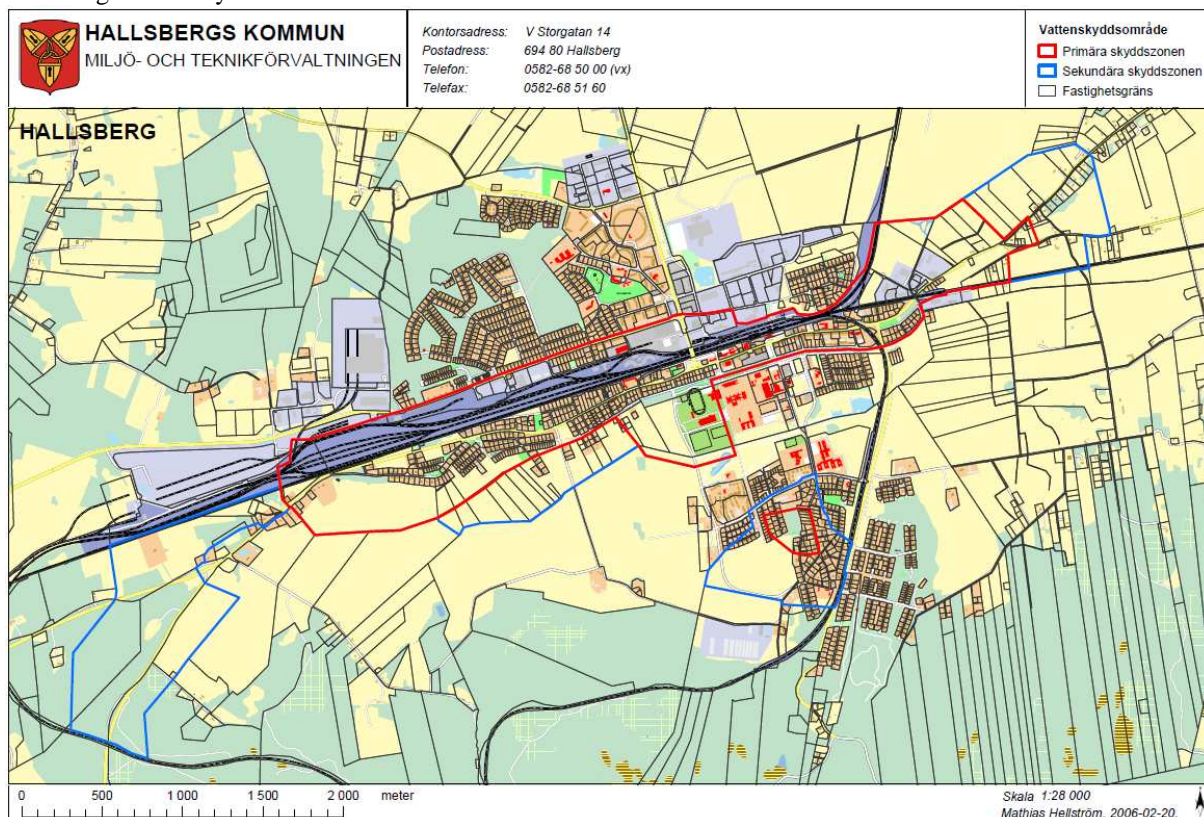 HALLSBERGS KOMMUN
MILJÖ- OCH TEKNIKFÖRVALTNINGEN
Kontorsadress: V Storgatan 14
Postadress: 694 80 Hallsberg
Telefon: 0582-68 50 00 (vx)
Telefax: 0582-68 51 60
Vattenskyddsområde
Primära skyddszonen
Sekundära skyddszonen
Fastighetsgräns
HALLSBERG
0 500 1 000 1 500 2 000 meter
Skala 1:28 000
Mathias Hellström, 2006-02-20.